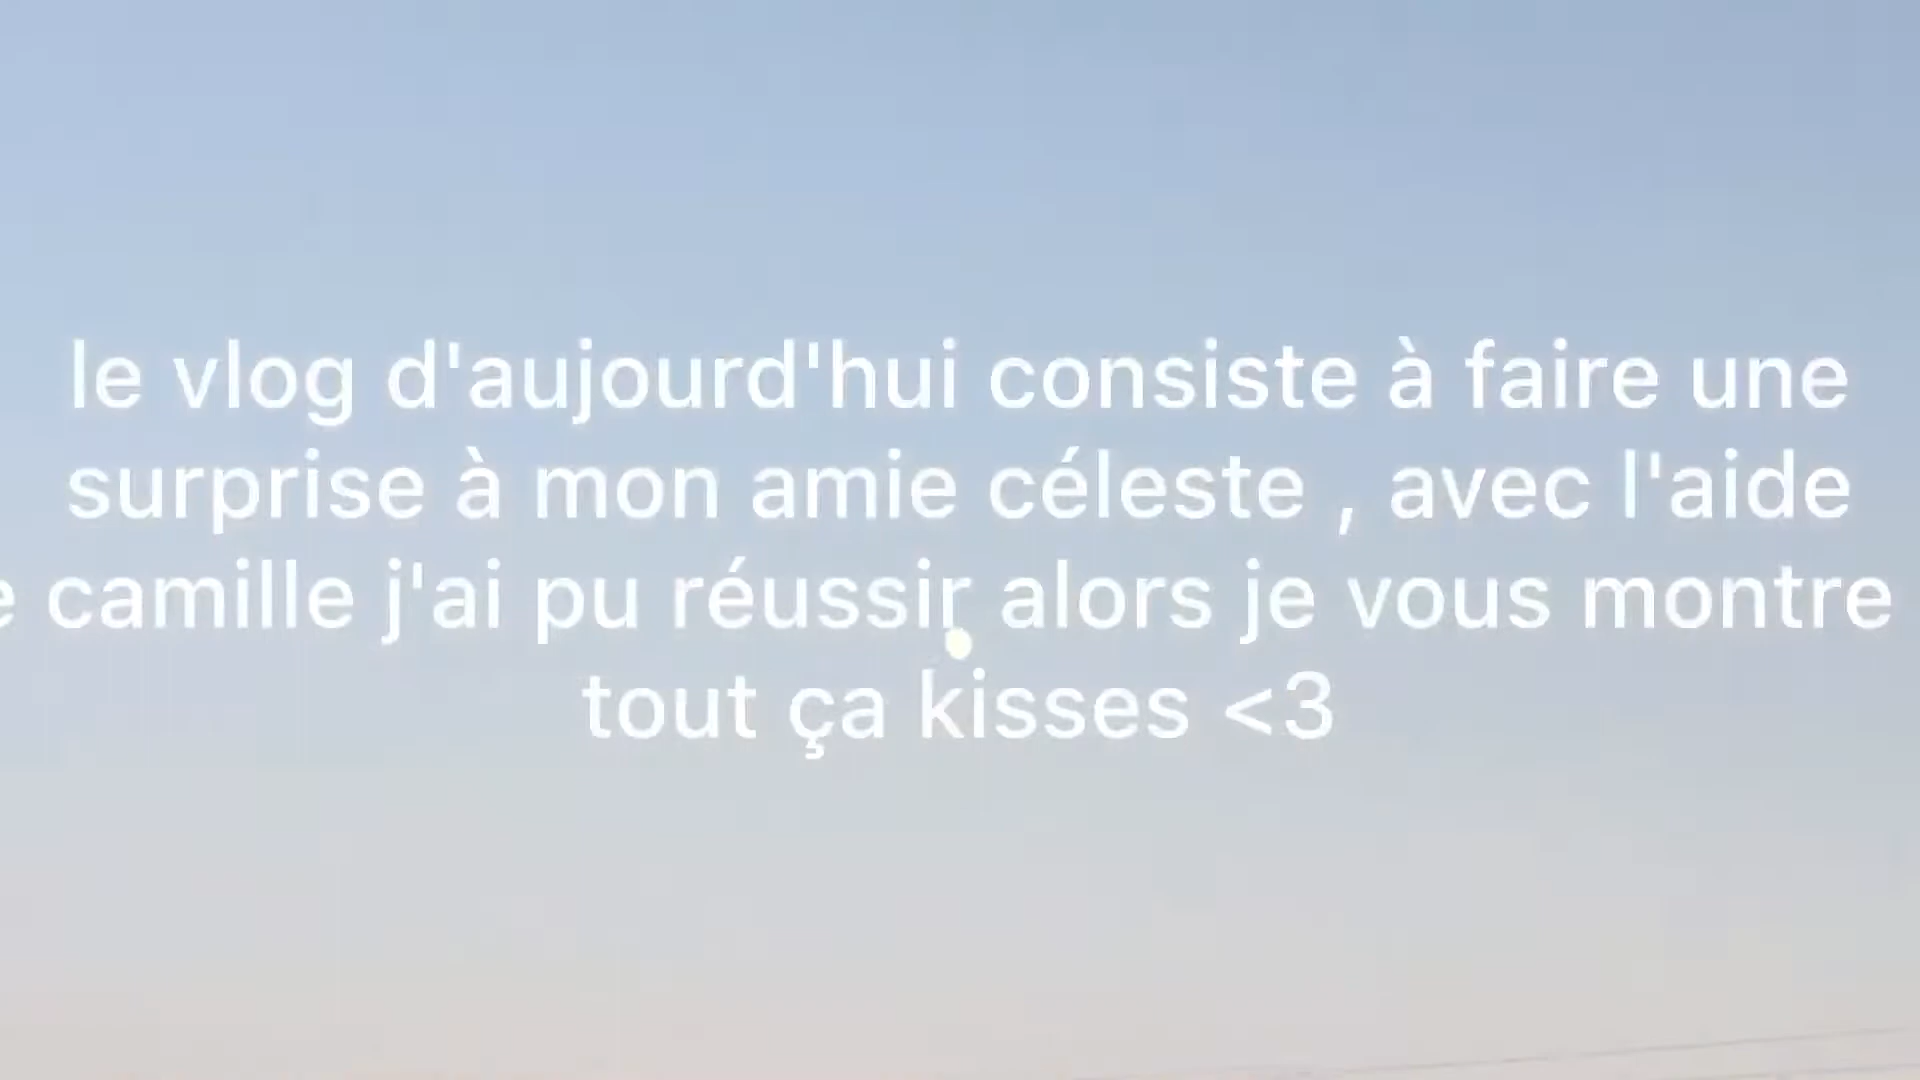 le vlog d'aujourd'hui consiste à faire une
surprise à mon amie céleste , avec l'aide
e camille j'ai pu réussir alors je vous montre
tout ça kisses <3